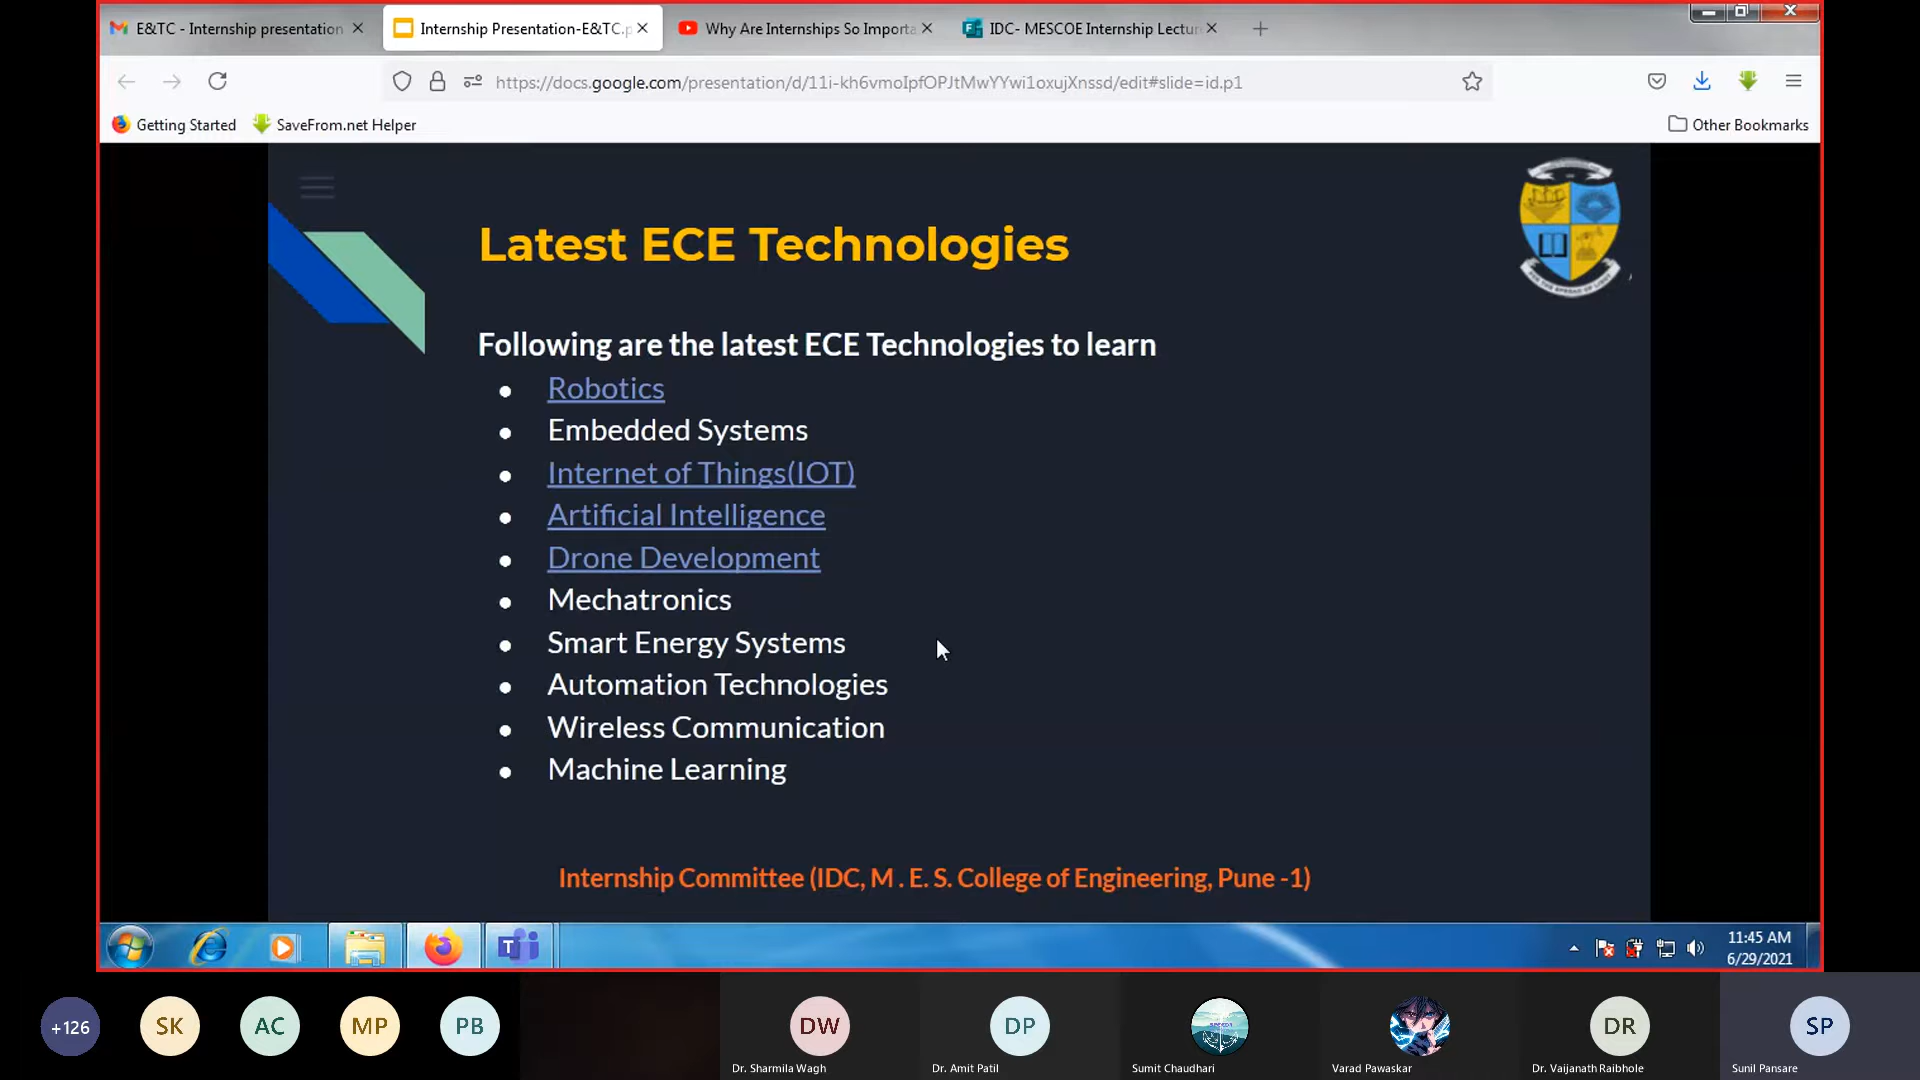 E&TC - Internship presentation
Internship Presentation-E&TC.p
Why Are Internships So Importa
IDC- MESCOE Internship Lectur
https://docs.google.com/presentation/d/11i-kh6vmoIpfOPJtMwYYwi1oxujXnssd/edit#slide=id.p1
Getting Started
SaveFrom.net Helper
Other Bookmarks
Latest ECE Technologies
Following are the latest ECE Technologies to learn
● Robotics
● Embedded Systems
● Internet of Things(IOT)
● Artificial Intelligence
● Drone Development
● Mechatronics
● Smart Energy Systems
● Automation Technologies
● Wireless Communication
● Machine Learning
Internship Committee (IDC, M . E. S. College of Engineering, Pune -1)
11:45 AM
6/29/2021
+126
SK
AC
MP
PB
DW
DP
DR
SP
Dr. Sharmila Wagh
Dr. Amit Patil
Sumit Chaudhari
Varad Pawaskar
Dr. Vaijanath Raibhole
Sunil Pansare